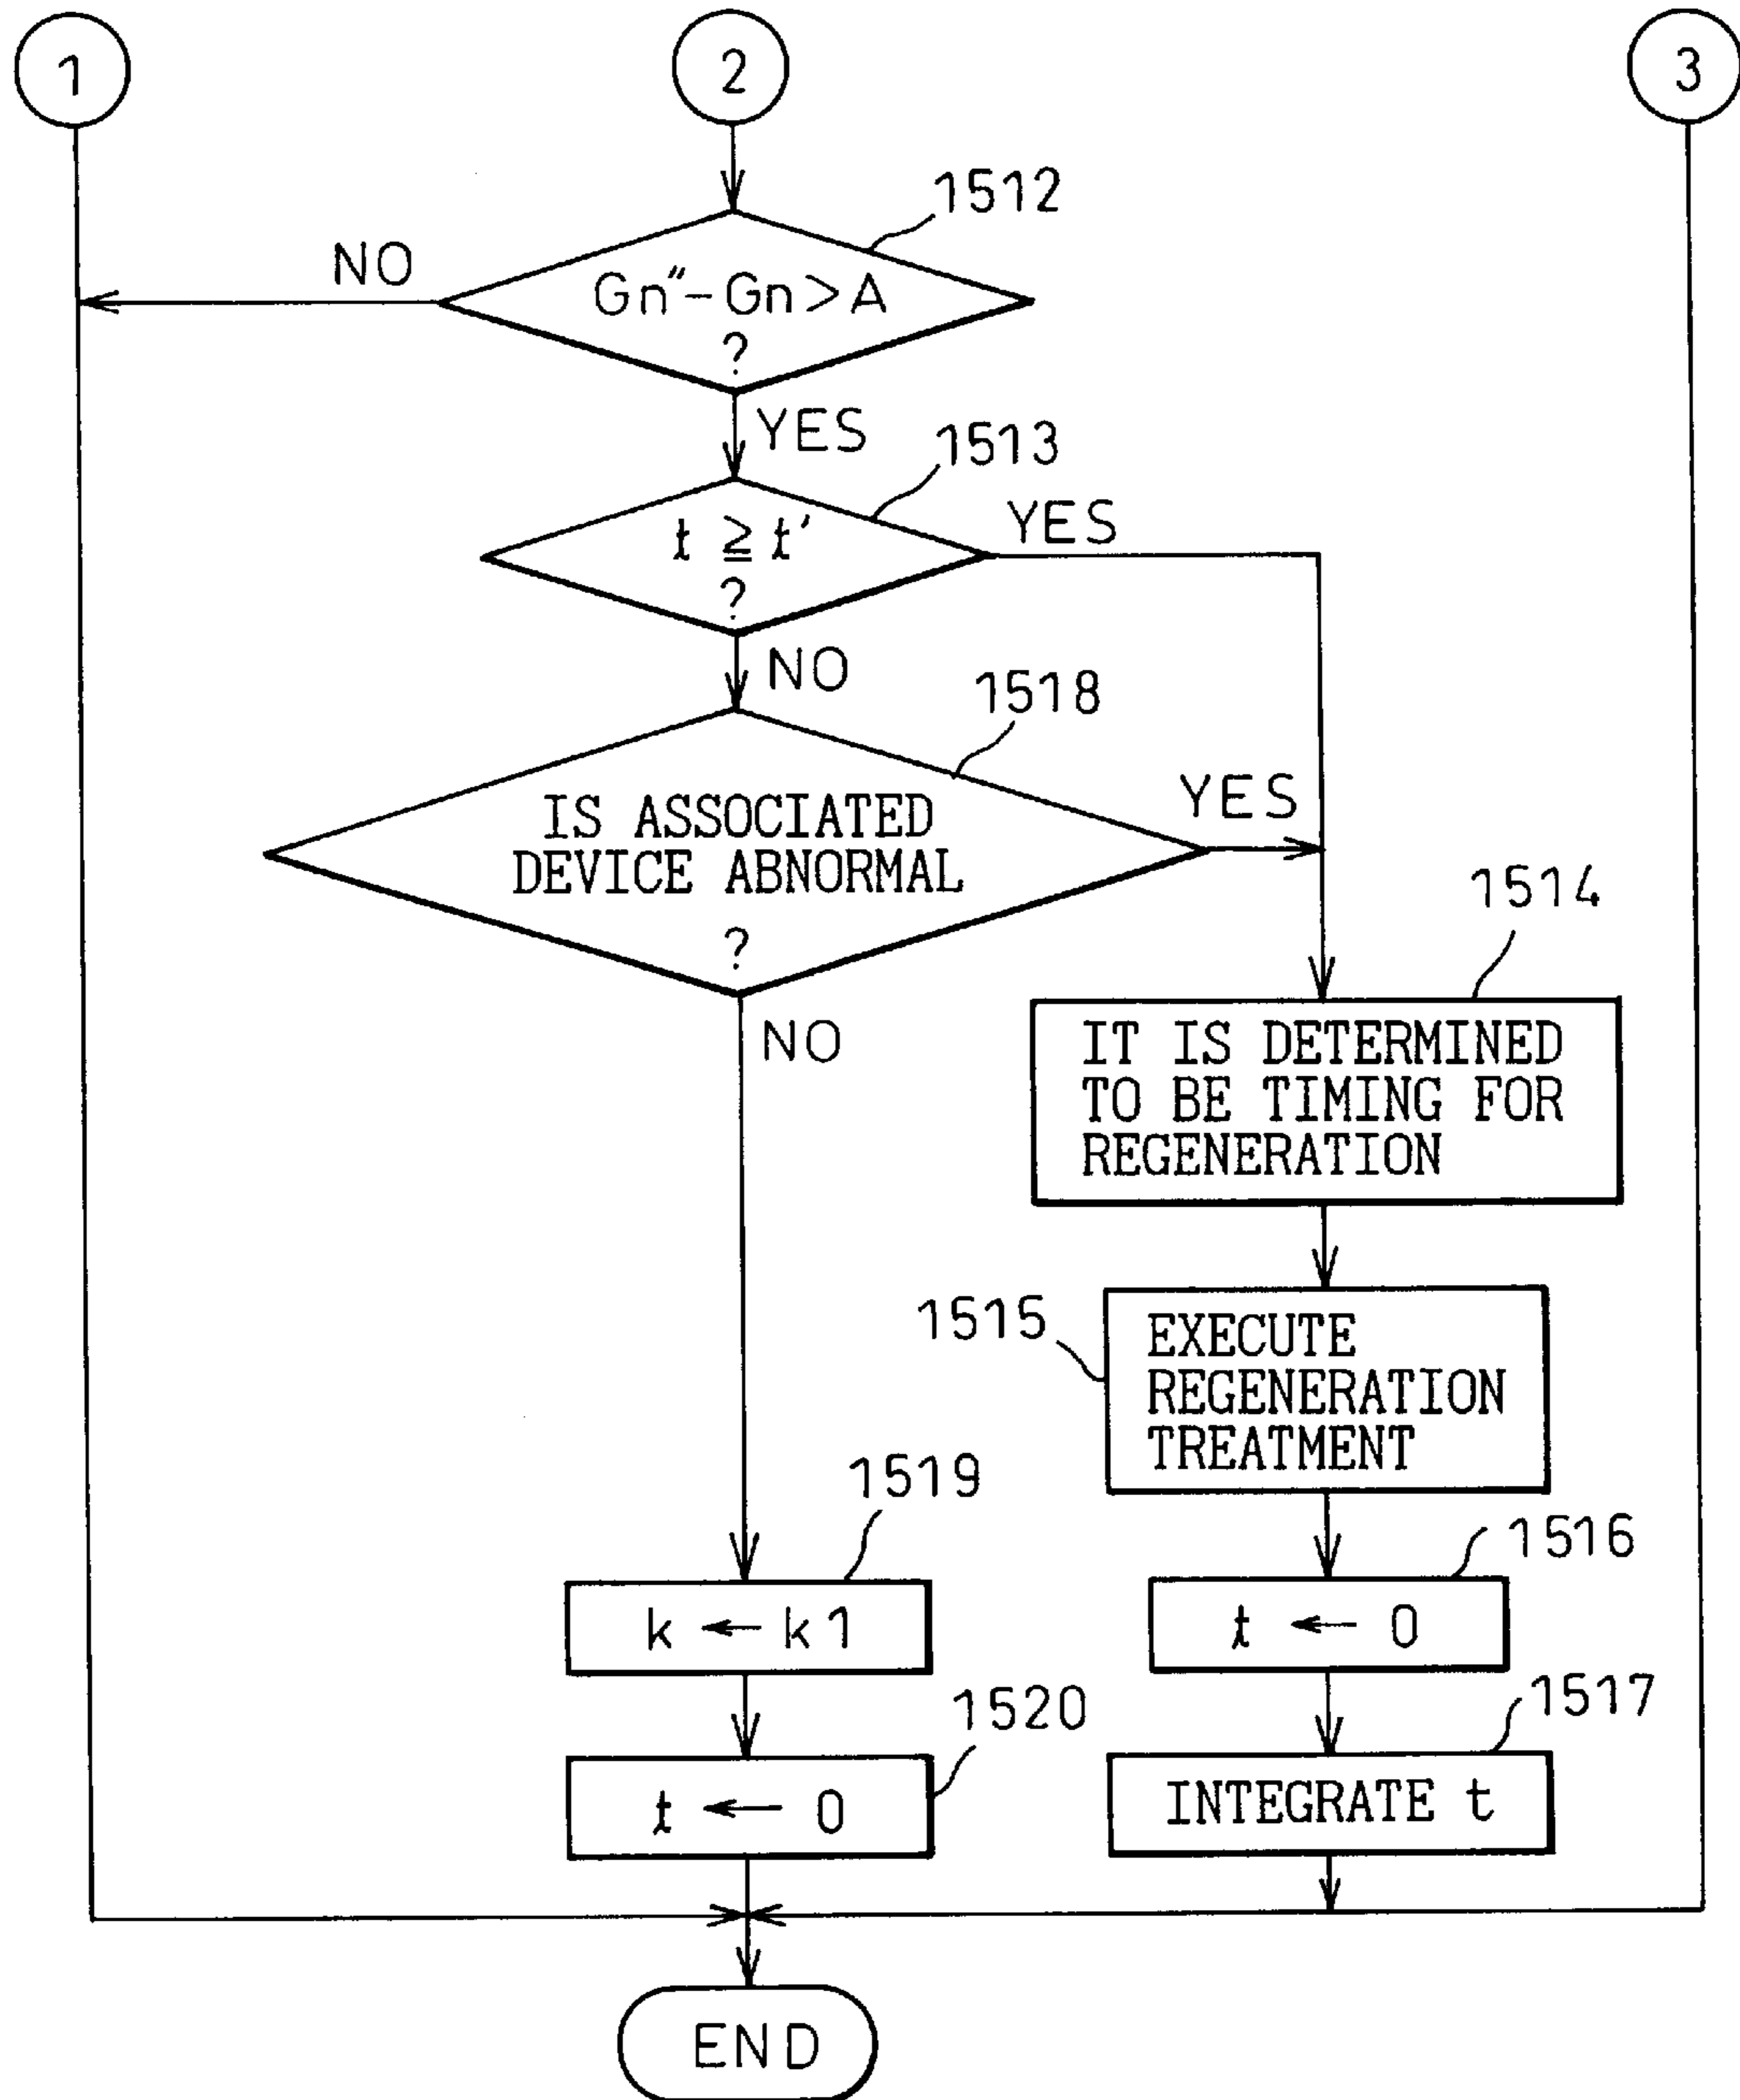 1
2
3
1512
NO
Gn″-Gn>A
?
YES
1513
t ≧ t′
?
YES
NO
1518
IS ASSOCIATED
DEVICE ABNORMAL
?
YES
NO
1514
IT IS DETERMINED
TO BE TIMING FOR
REGENERATION
1515
EXECUTE
REGENERATION
TREATMENT
1519
k ← k1
1516
t ← 0
1520
t ← 0
1517
INTEGRATE t
END